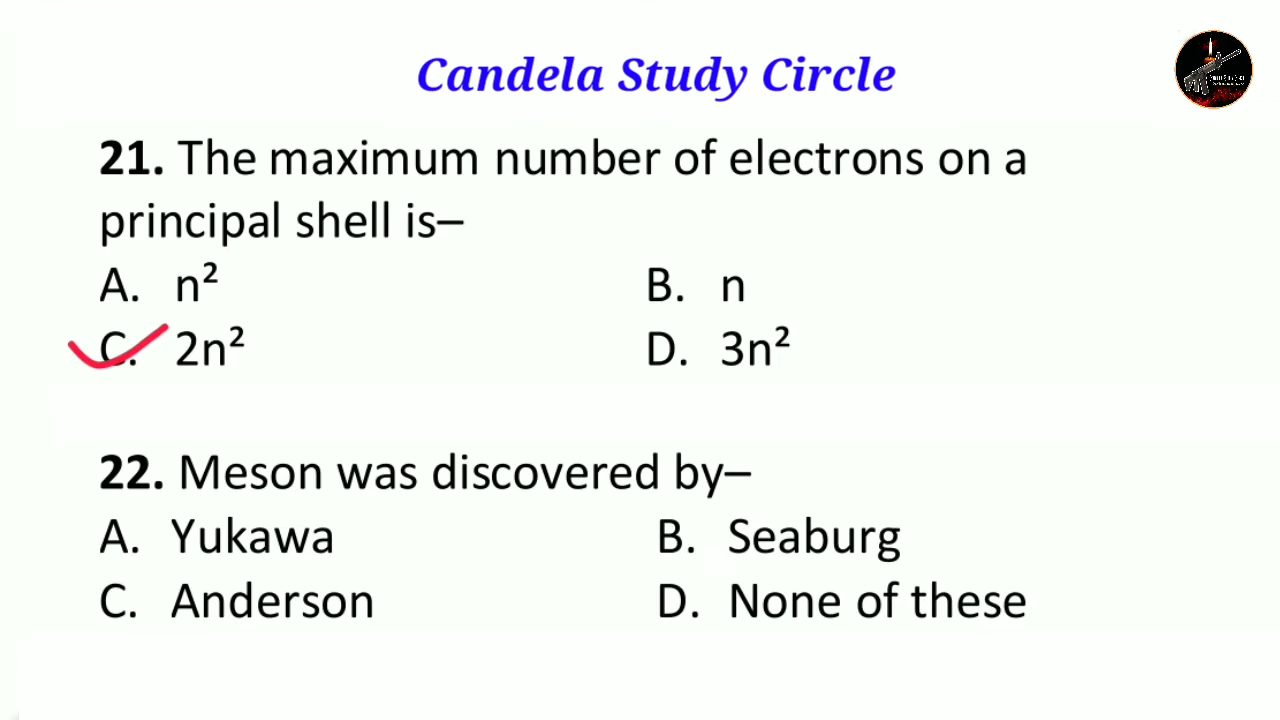 Candela Study Circle
21. The maximum number of electrons on a
principal shell is–
A. n² B. n
C. 2n² D. 3n²
22. Meson was discovered by–
A. Yukawa B. Seaburg
C. Anderson D. None of these